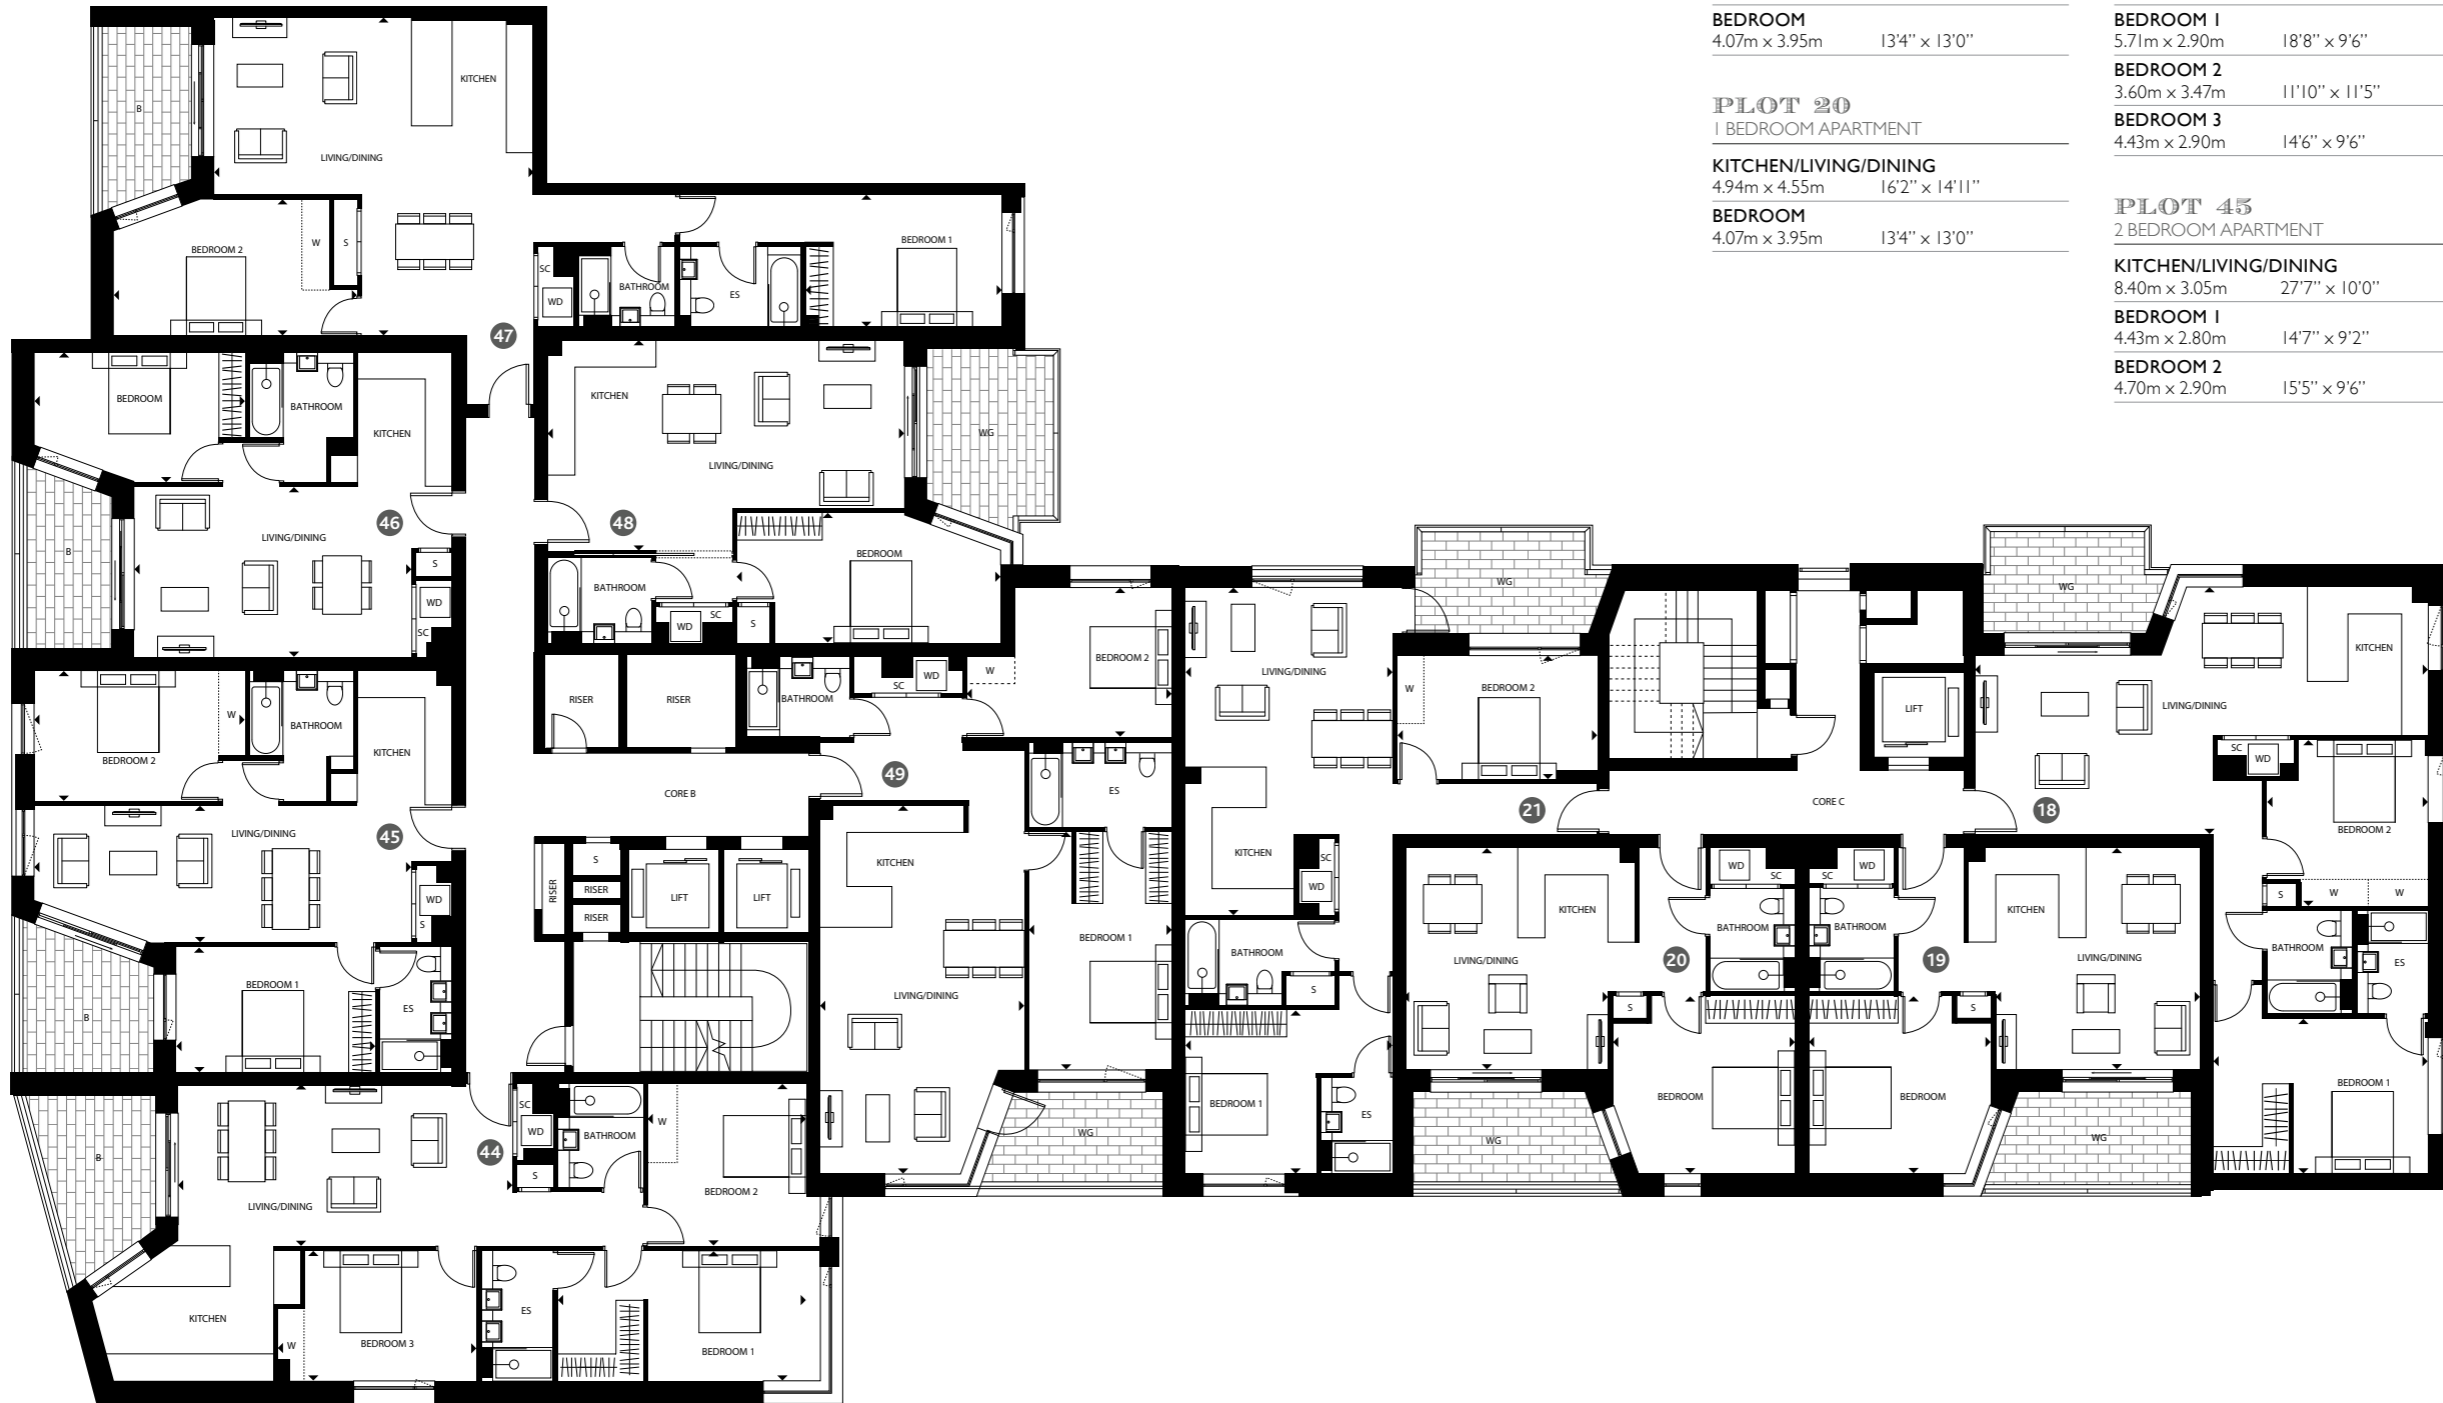 BEDROOM
4.07m x 3.95m 13'4" x 13'0"
PLOT 20
1 BEDROOM APARTMENT
KITCHEN/LIVING/DINING
4.94m x 4.55m 16'2" x 14'11"
BEDROOM
4.07m x 3.95m 13'4" x 13'0"
BEDROOM 1
5.71m x 2.90m 18'8" x 9'6"
BEDROOM 2
3.60m x 3.47m 11'10" x 11'5"
BEDROOM 3
4.43m x 2.90m 14'6" x 9'6"
PLOT 45
2 BEDROOM APARTMENT
KITCHEN/LIVING/DINING
8.40m x 3.05m 27'7" x 10'0"
BEDROOM 1
4.43m x 2.80m 14'7" x 9'2"
BEDROOM 2
4.70m x 2.90m 15'5" x 9'6"
B
KITCHEN
LIVING/DINING
BEDROOM 2
W
S
SC
WD
BATHROOM
ES
BEDROOM 1
47
BEDROOM
BATHROOM
KITCHEN
46
LIVING/DINING
B
S
WD
SC
KITCHEN
LIVING/DINING
WG
48
BEDROOM
BATHROOM
WD
SC
S
BEDROOM 2
W
BATHROOM
KITCHEN
LIVING/DINING
45
WD
S
BEDROOM 1
ES
B
RISER
RISER
CORE B
RISER
S
RISER
RISER
LIFT
LIFT
BATHROOM
SC
WD
W
BEDROOM 2
49
ES
KITCHEN
BEDROOM 1
LIVING/DINING
WG
B
LIVING/DINING
44
SC
WD
S
BATHROOM
W
BEDROOM 2
KITCHEN
W
BEDROOM 3
ES
BEDROOM 1
WG
LIVING/DINING
W
BEDROOM 2
21
KITCHEN
SC
WD
BATHROOM
S
BEDROOM 1
ES
LIFT
CORE C
WG
KITCHEN
LIVING/DINING
18
SC
WD
BEDROOM 2
S
W
W
BATHROOM
ES
BEDROOM 1
KITCHEN
LIVING/DINING
20
WD
SC
BATHROOM
S
BEDROOM
WG
SC
WD
BATHROOM
19
KITCHEN
LIVING/DINING
S
BEDROOM
WG